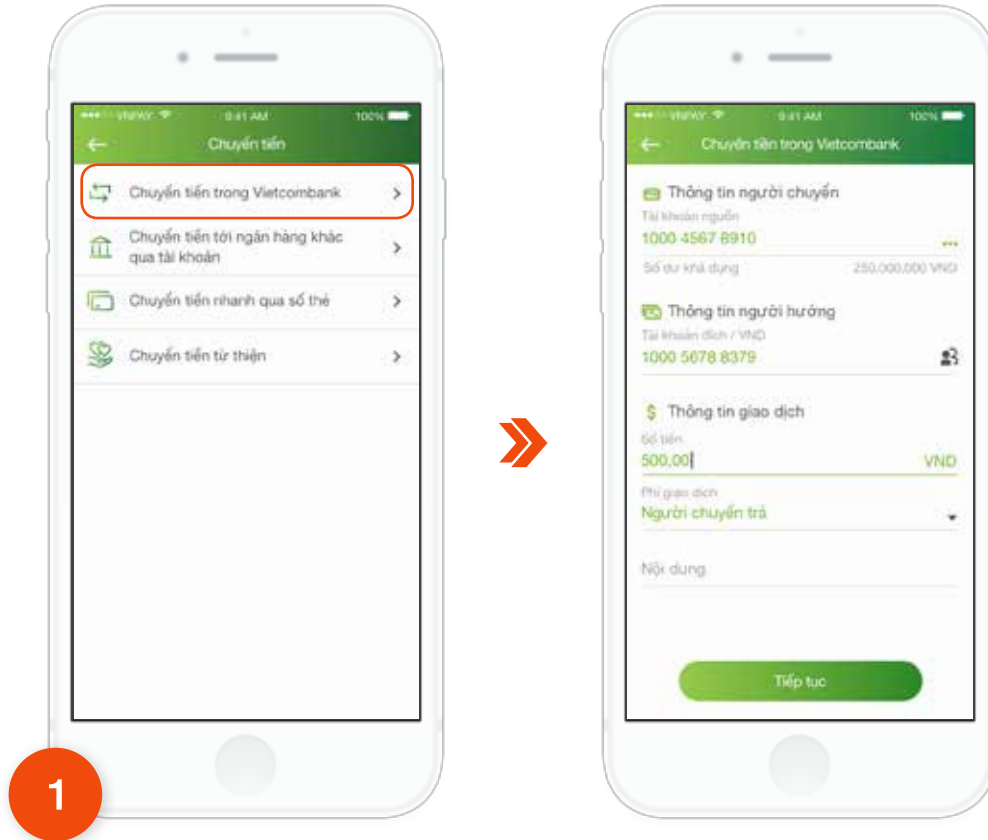 9:41 AM
100%
Chuyển tiền
Chuyển tiền trong Vietcombank
Chuyển tiền tới ngân hàng khác
qua tài khoản
Chuyển tiền nhanh qua số thẻ
Chuyển tiền từ thiện
1
9:41 AM
100%
Chuyển tiền trong Vietcombank
Thông tin người chuyển
Tài khoản nguồn
1000 4567 8910
Số dư khả dụng 250,000,000 VND
Thông tin người hưởng
Tài khoản đích / VND
1000 5678 8379
$ Thông tin giao dịch
Số tiền
500,00 VND
Phí giao dịch
Người chuyển trả
Nội dung
Tiếp tục